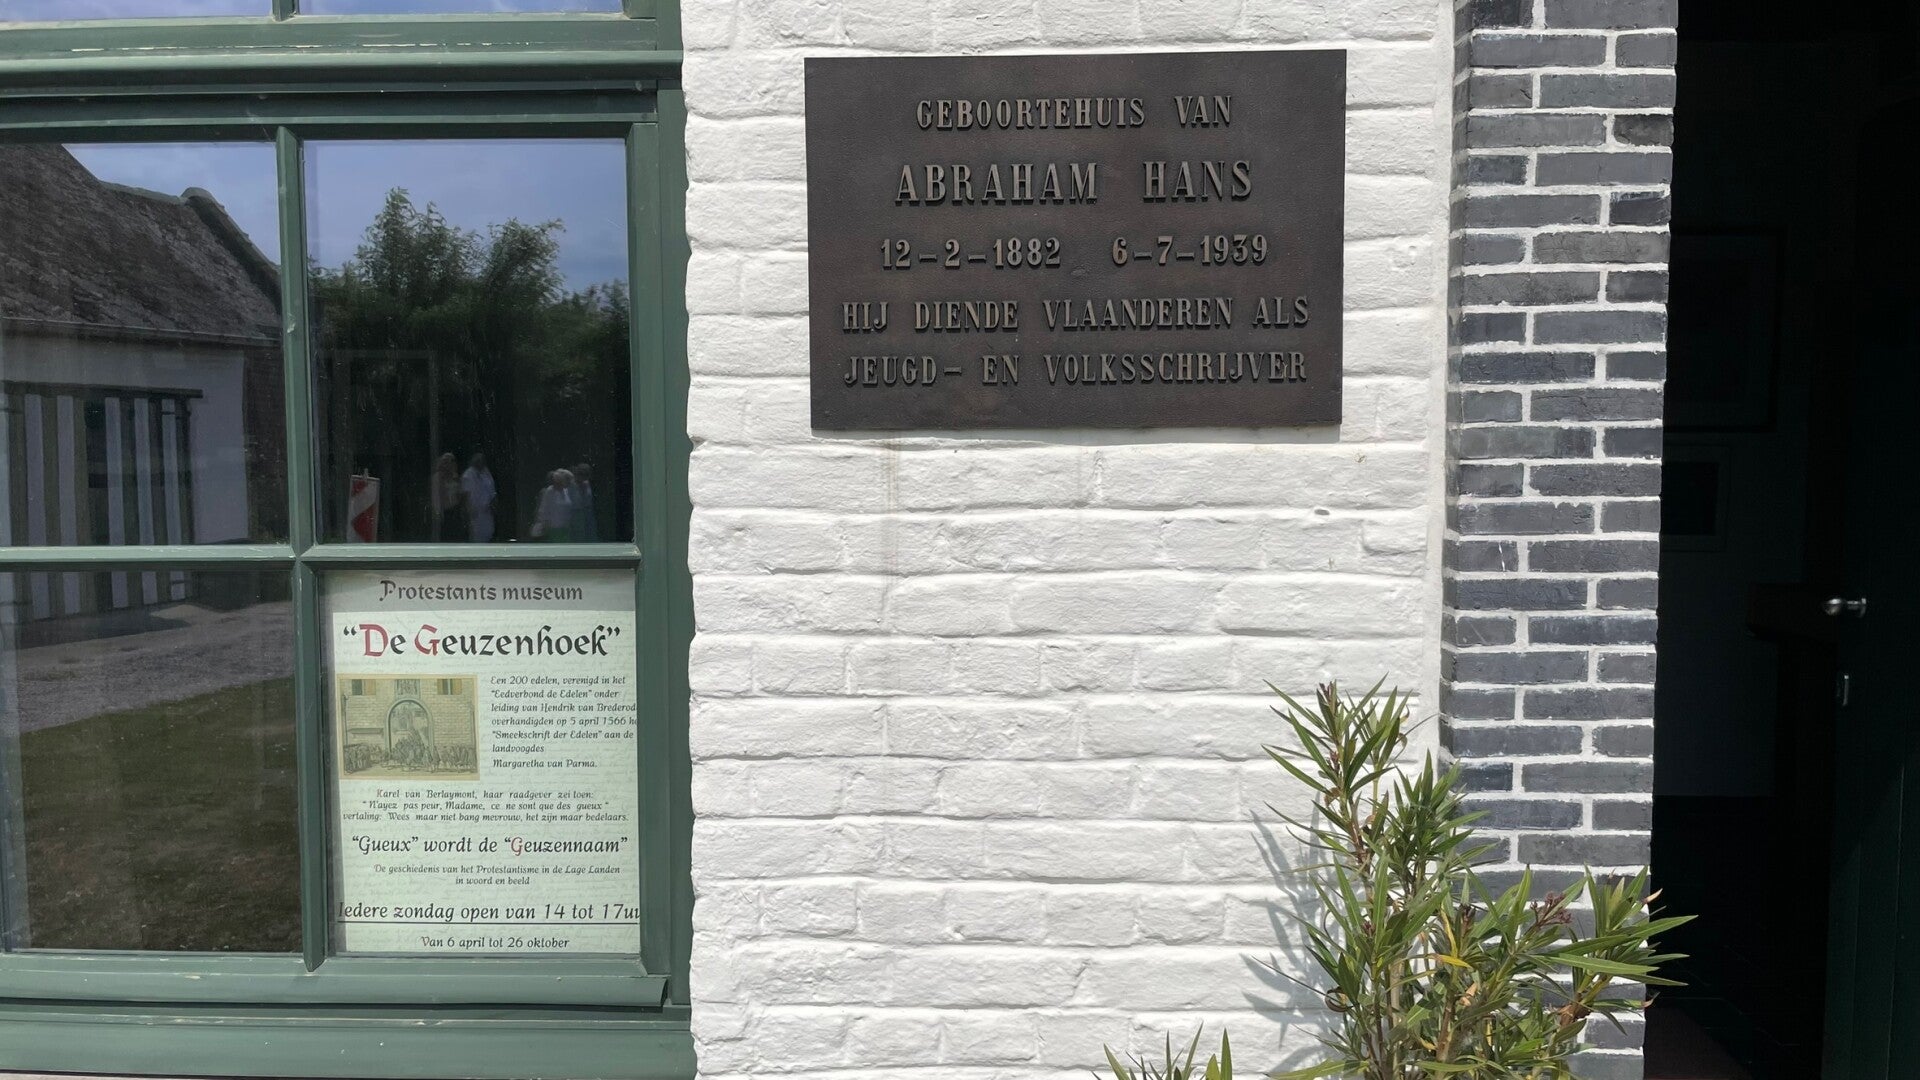 GEBOORTEHUIS VAN
ABRAHAM HANS
12-2-1882 6-7-1939
HIJ DIENDE VLAANDEREN ALS
JEUGD- EN VOLKSSCHRIJVER
Protestants museum
"De Geuzenhoek"
Een 200 edelen, verenigd in het
"Eedverbond de Edelen" onder
leiding van Hendrik van Brederod
overhandigden op 5 april 1566 he
"Smeekschrift der Edelen" aan de
landvoogdes
Margaretha van Parma.
Karel van Berlaymont, haar raadgever zei toen:
"N'ayez pas peur, Madame, ce ne sont que des gueux"
vertaling: Wees maar niet bang mevrouw, het zijn maar bedelaars.
"Gueux" wordt de "Geuzennaam"
De geschiedenis van het Protestantisme in de Lage Landen
in woord en beeld
Iedere zondag open van 14 tot 17uu
Van 6 april tot 26 oktober